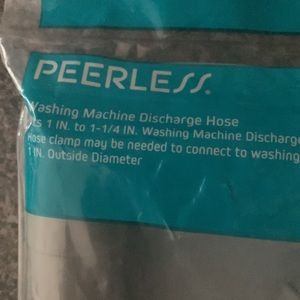 PEERLESS
Washing Machine Discharge Hose
1 IN. to 1-1/4 IN. Washing Machine Discharge
Hose clamp may be needed to connect to washing
1 IN. Outside Diameter